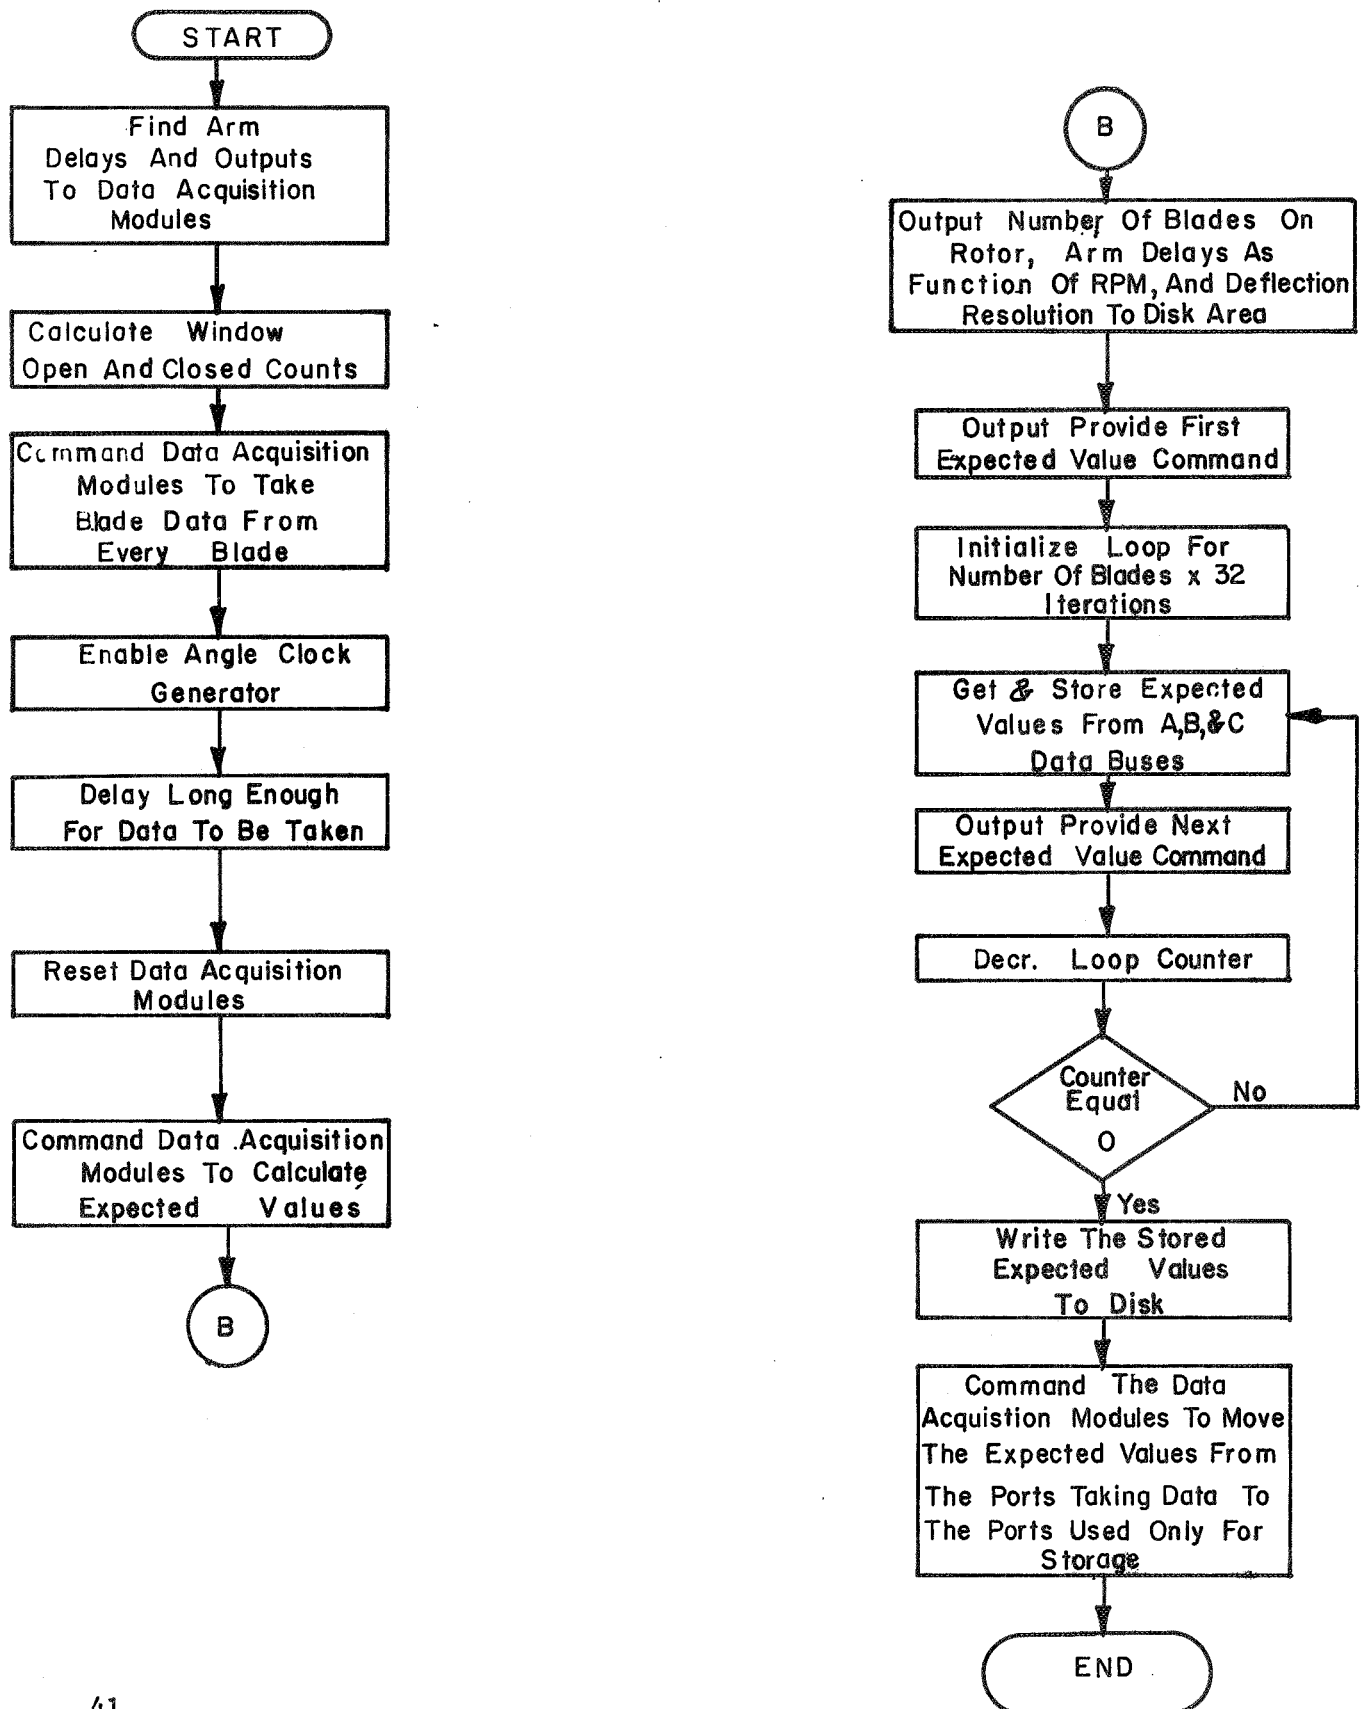 START
Find Arm
Delays And Outputs
To Data Acquisition
Modules
Calculate Window
Open And Closed Counts
Command Data Acquisition
Modules To Take
Blade Data From
Every Blade
Enable Angle Clock
Generator
Delay Long Enough
For Data To Be Taken
Reset Data Acquisition
Modules
Command Data Acquisition
Modules To Calculate
Expected Values
B
B
Output Number Of Blades On
Rotor, Arm Delays As
Function Of RPM, And Deflection
Resolution To Disk Area
Output Provide First
Expected Value Command
Initialize Loop For
Number Of Blades x 32
Iterations
Get & Store Expected
Values From A,B,&C
Data Buses
Output Provide Next
Expected Value Command
Decr. Loop Counter
Counter
Equal
0
No
Yes
Write The Stored
Expected Values
To Disk
Command The Data
Acquistion Modules To Move
The Expected Values From
The Ports Taking Data To
The Ports Used Only For
Storage
END
41